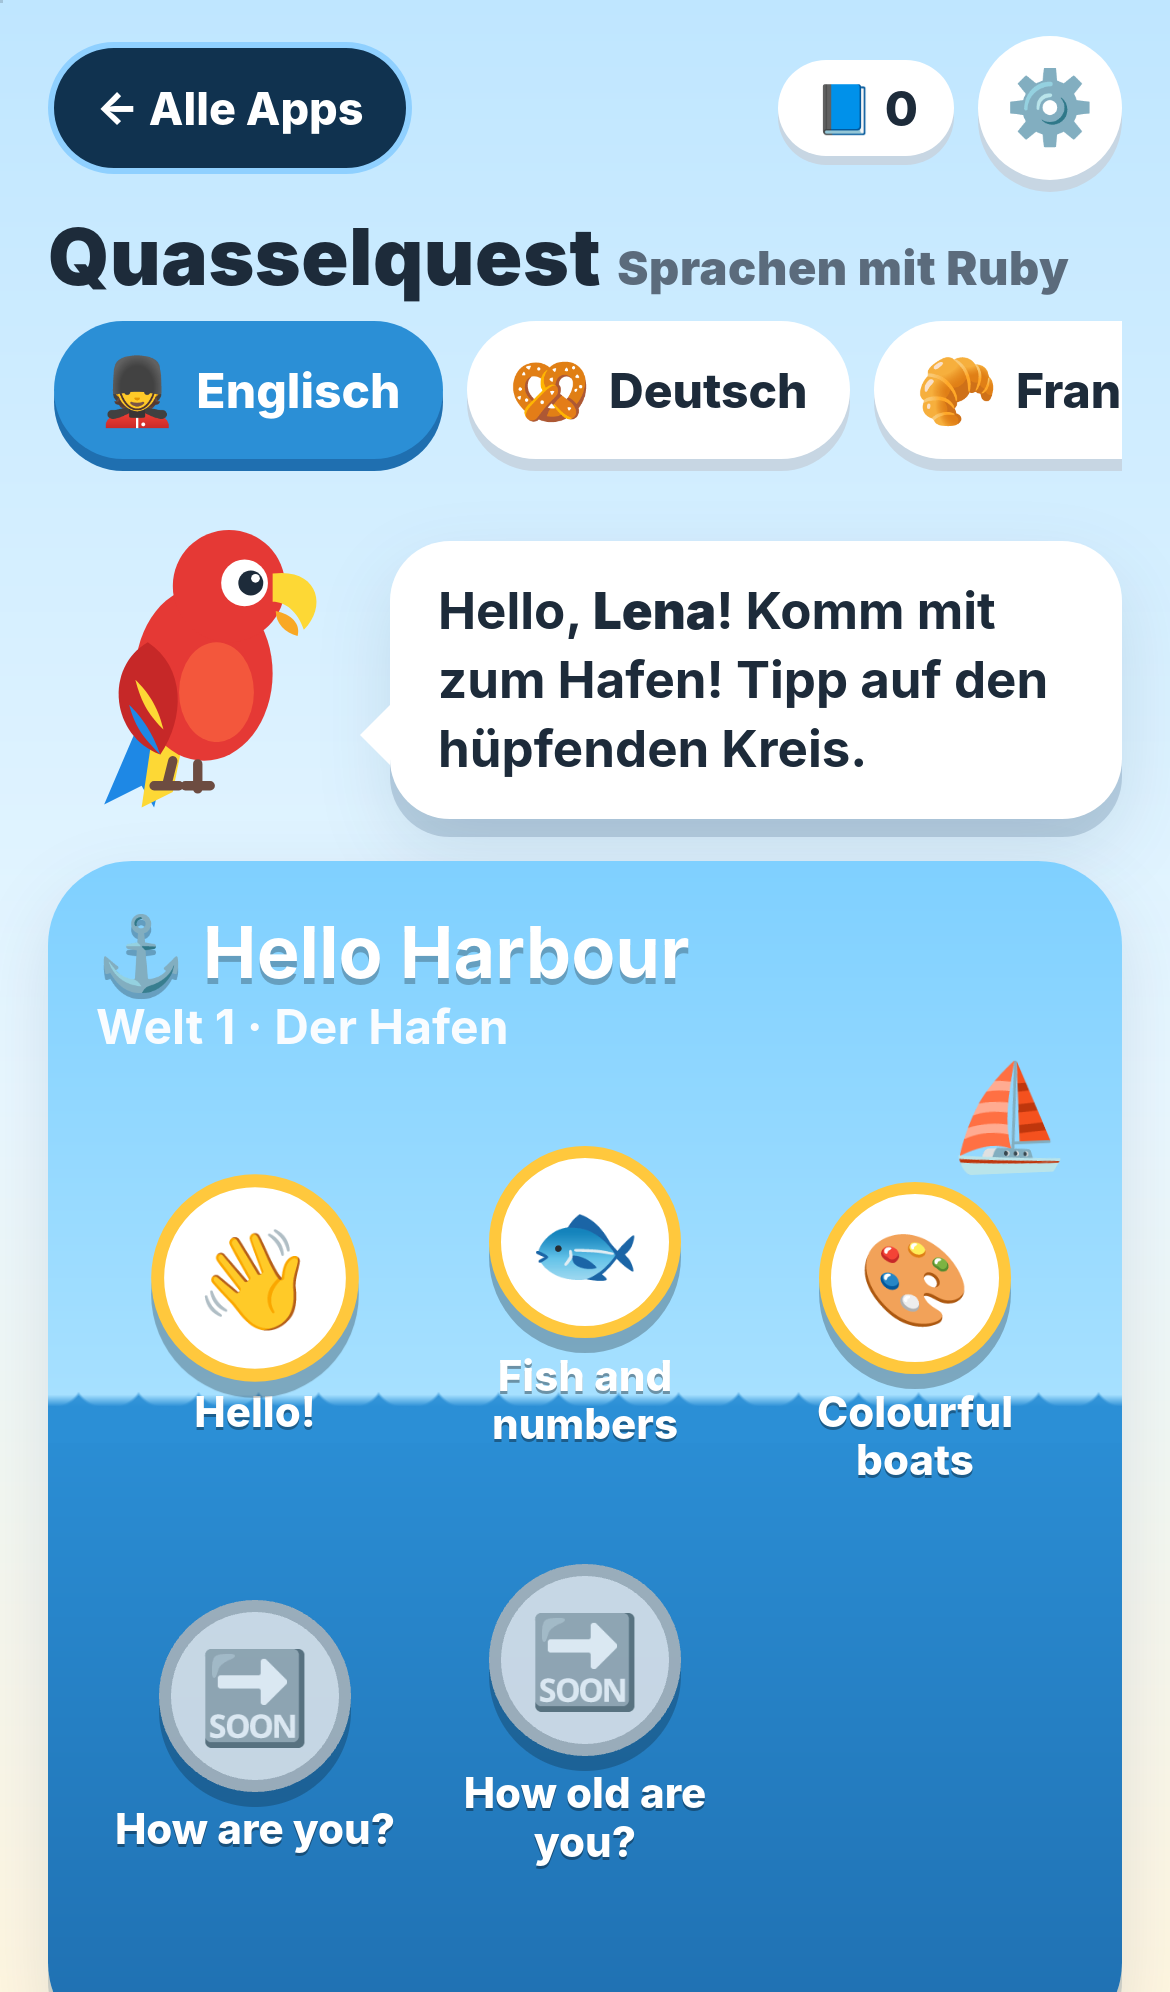 ← Alle Apps
0
Quasselquest Sprachen mit Ruby
Englisch
Deutsch
Fran
Hello, Lena! Komm mit
zum Hafen! Tipp auf den
hüpfenden Kreis.
Hello Harbour
Welt 1 · Der Hafen
Hello!
Fish and
numbers
Colourful
boats
SOON
SOON
How are you?
How old are
you?